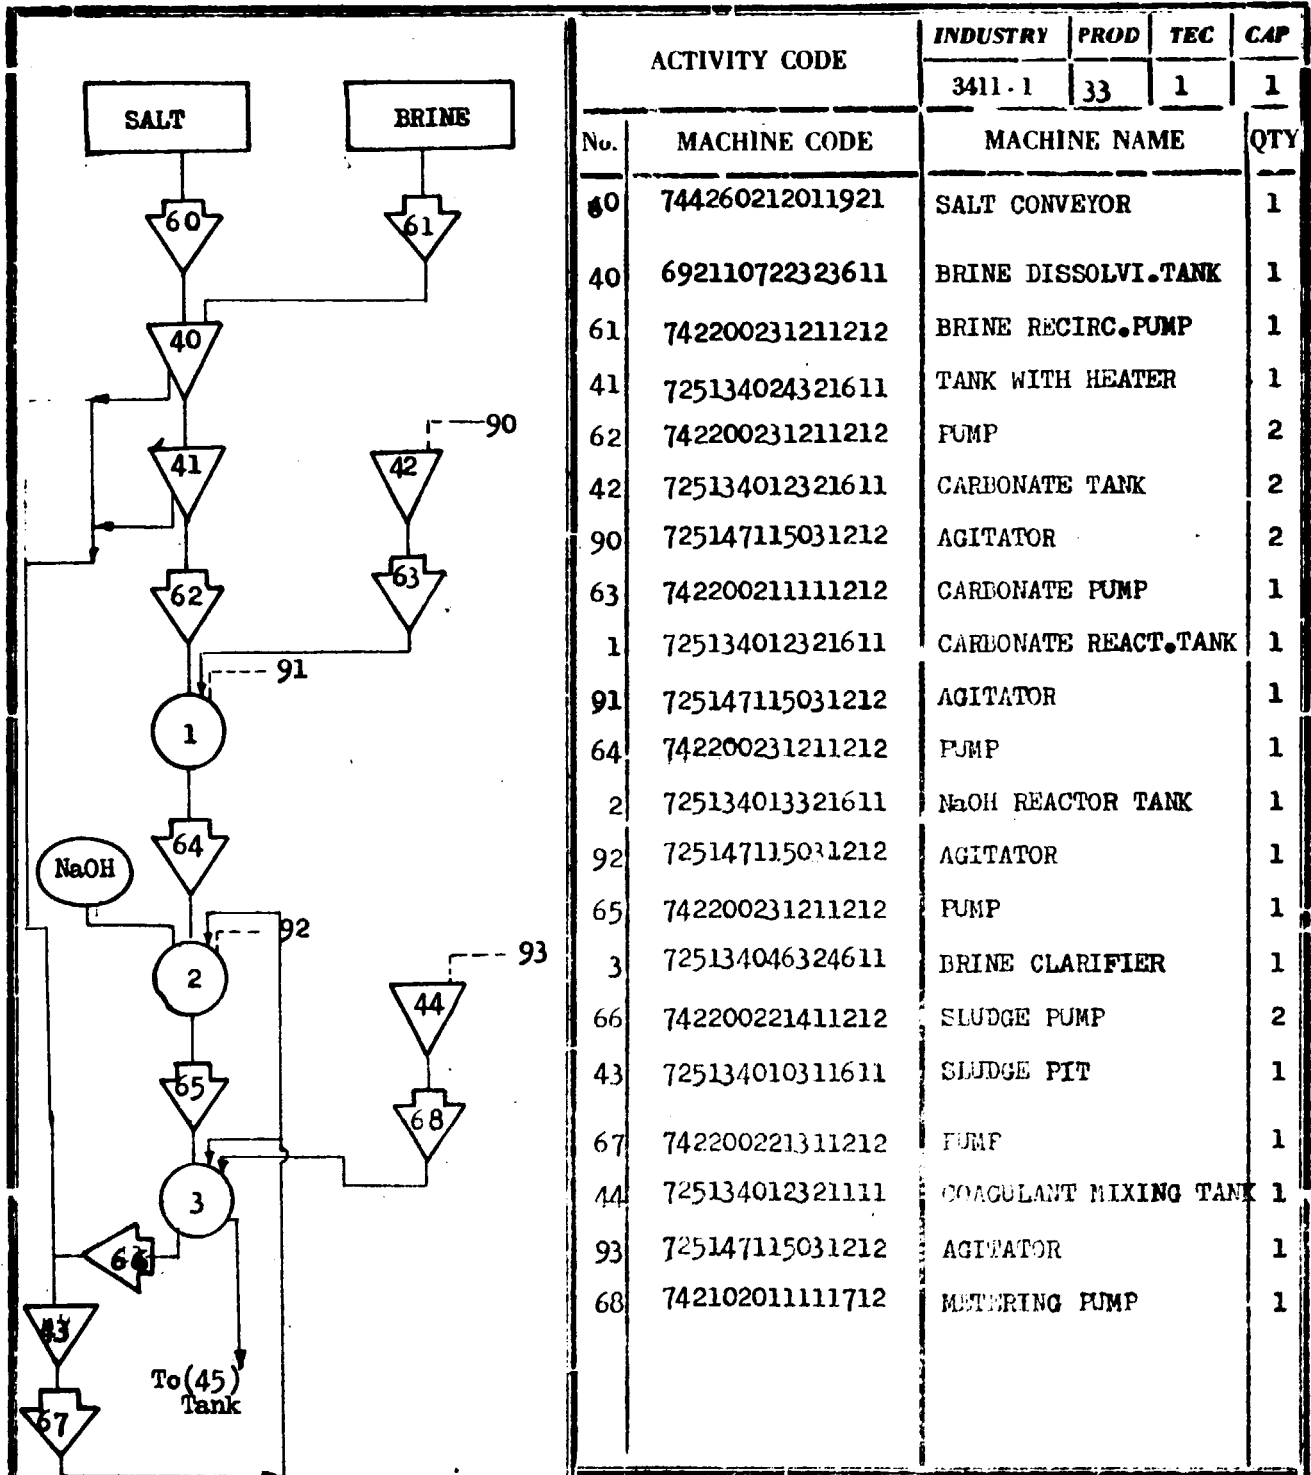 SALT
BRINE
60
61
40
41
42
90
62
63
91
1
64
NaOH
92
2
93
44
65
68
3
66
43
To(45)
Tank
67
ACTIVITY CODE
INDUSTRY PROD TEC CAP
3411-1 33 1 1
No. MACHINE CODE MACHINE NAME QTY
60 744260212011921 SALT CONVEYOR 1
40 692110722323611 BRINE DISSOLVI.TANK 1
61 742200231211212 BRINE RECIRC.PUMP 1
41 725134024321611 TANK WITH HEATER 1
62 742200231211212 PUMP 2
42 725134012321611 CARBONATE TANK 2
90 725147115031212 AGITATOR 2
63 742200211111212 CARBONATE PUMP 1
1 725134012321611 CARBONATE REACT.TANK 1
91 725147115031212 AGITATOR 1
64 742200231211212 PUMP 1
2 725134013321611 NaOH REACTOR TANK 1
92 725147115031212 AGITATOR 1
65 742200231211212 PUMP 1
3 725134046324611 BRINE CLARIFIER 1
66 742200221411212 SLUDGE PUMP 2
43 725134010311611 SLUDGE PIT 1
67 742200221311212 PUMP 1
44 725134012321111 COAGULANT MIXING TANK 1
93 725147115031212 AGITATOR 1
68 742102011111712 METERING PUMP 1